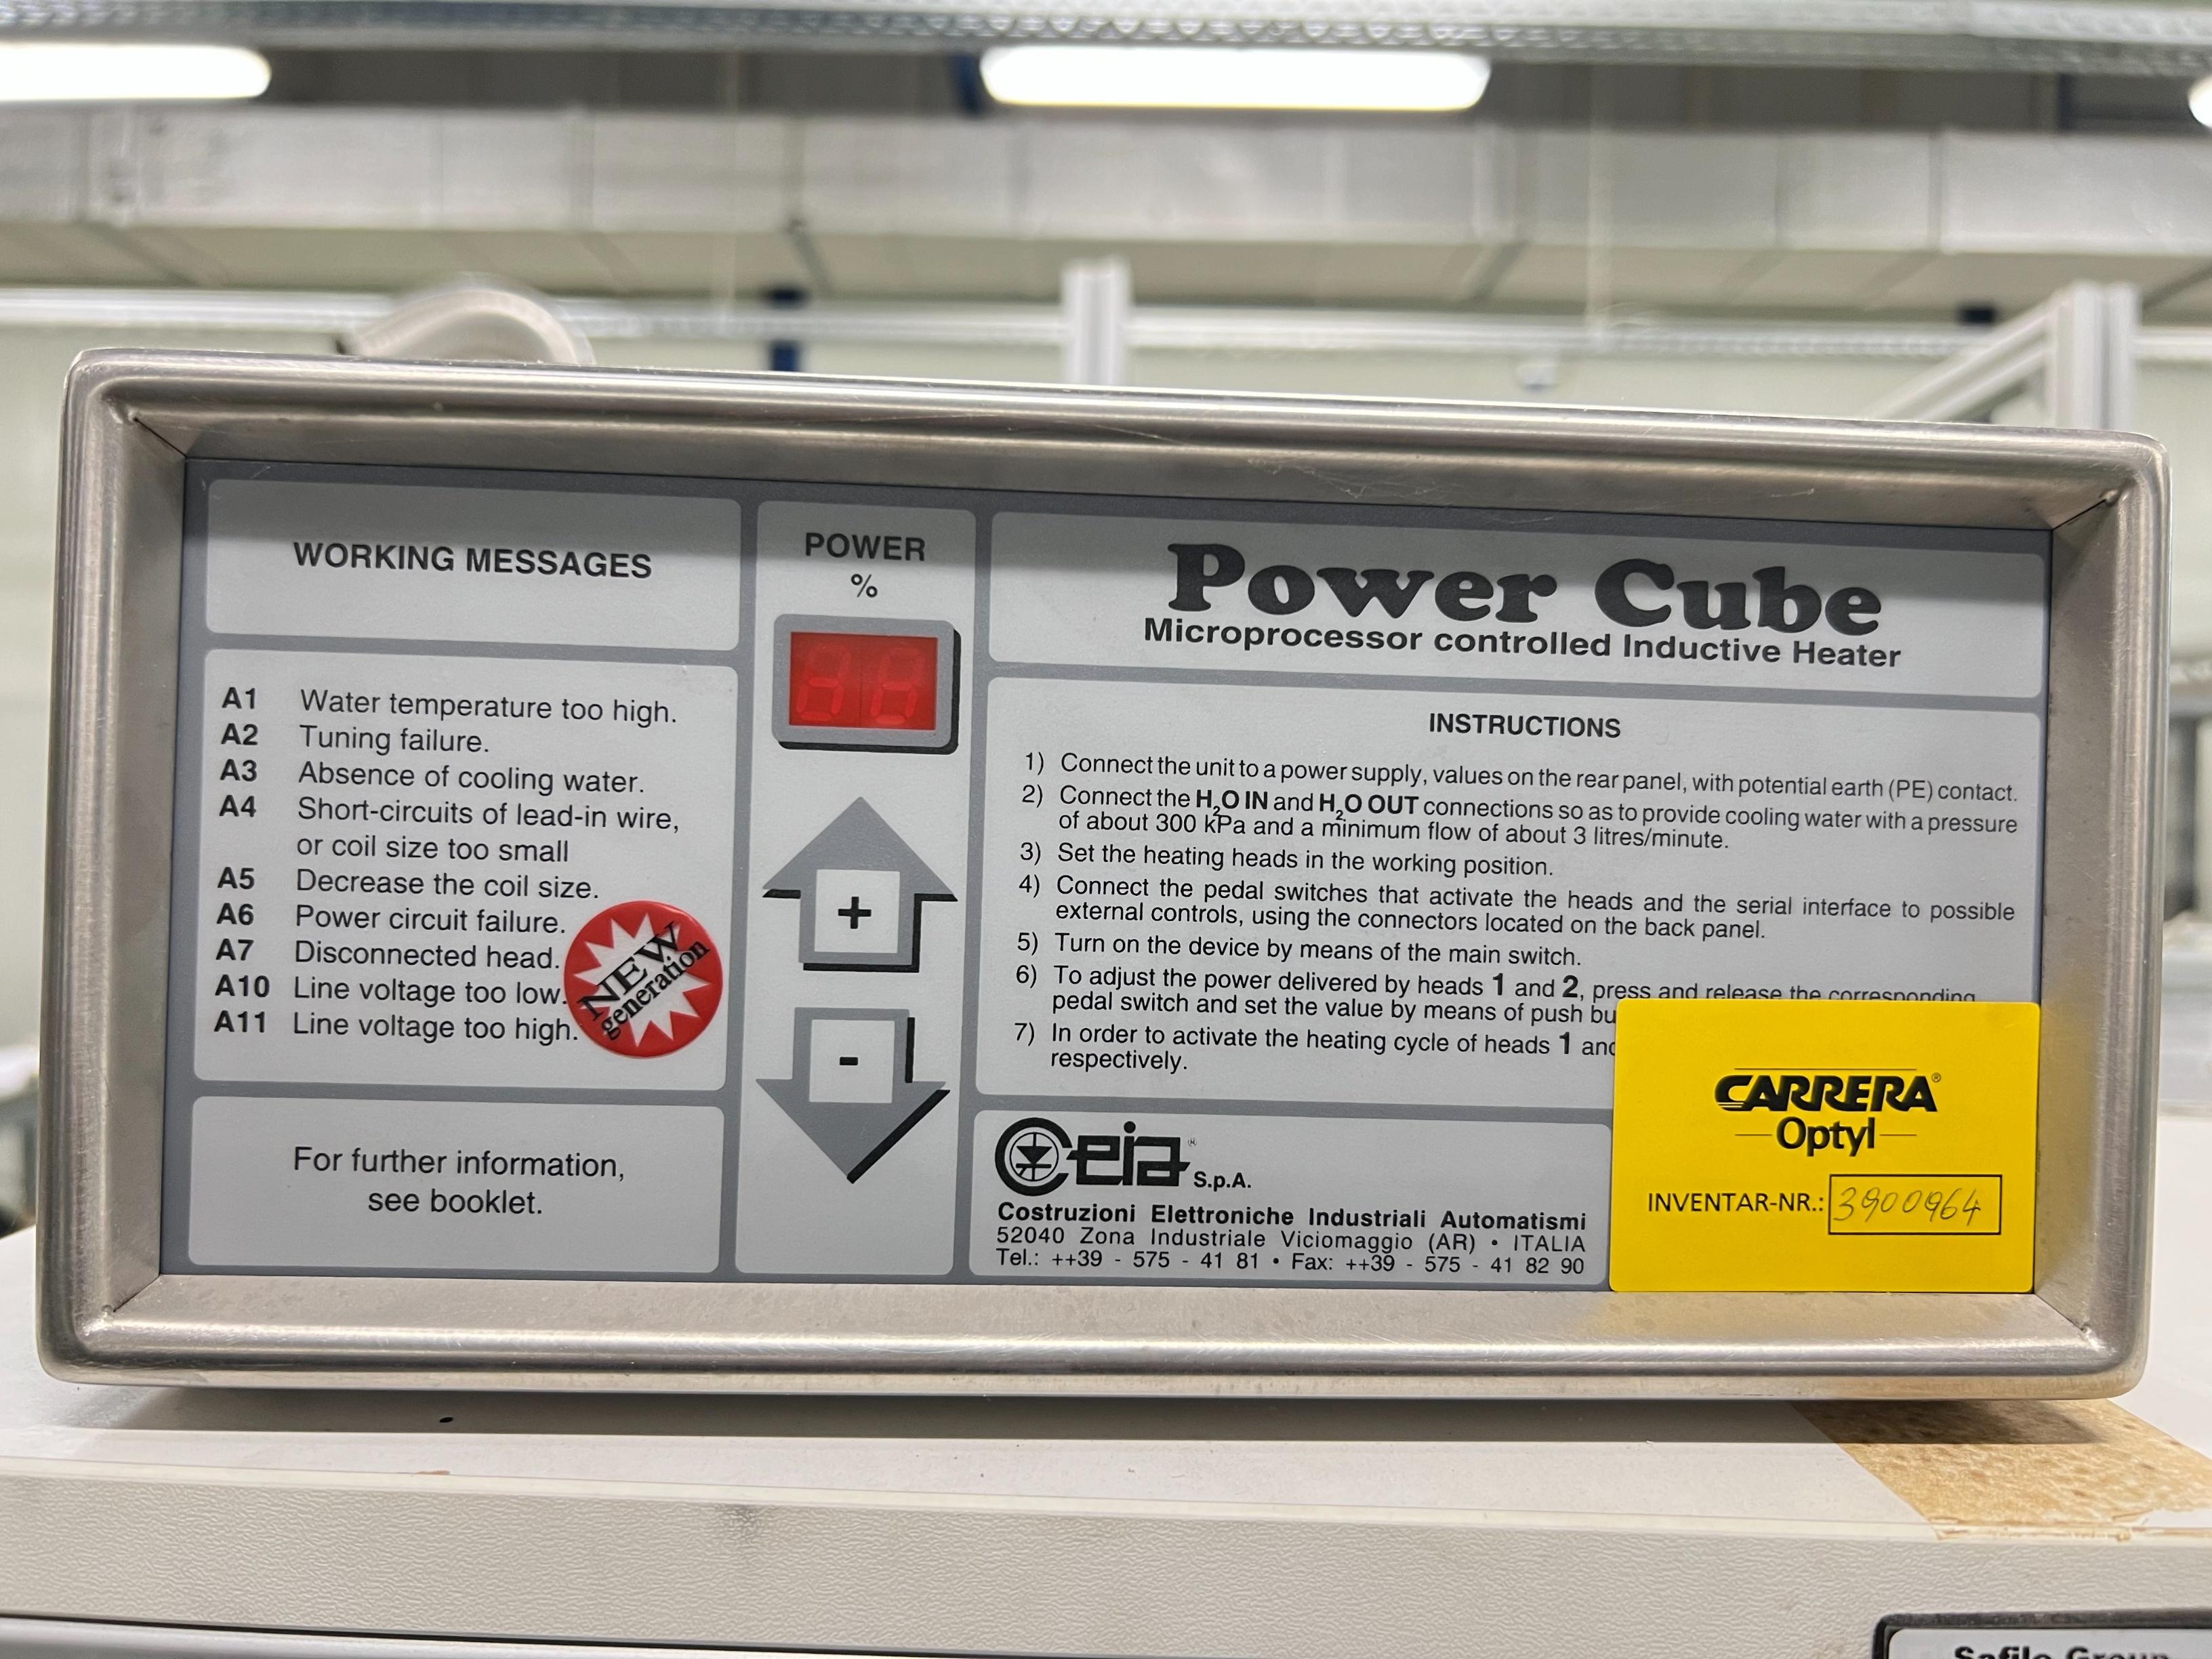 WORKING MESSAGES
A1 Water temperature too high.
A2 Tuning failure.
A3 Absence of cooling water.
A4 Short-circuits of lead-in wire,
or coil size too small
A5 Decrease the coil size.
A6 Power circuit failure.
A7 Disconnected head.
A10 Line voltage too low.
A11 Line voltage too high.
NEW
generation
For further information,
see booklet.
POWER
%
+
-
Power Cube
Microprocessor controlled Inductive Heater
INSTRUCTIONS
1) Connect the unit to a power supply, values on the rear panel, with potential earth (PE) contact.
2) Connect the H₂O IN and H₂O OUT connections so as to provide cooling water with a pressure
of about 300 kPa and a minimum flow of about 3 litres/minute.
3) Set the heating heads in the working position.
4) Connect the pedal switches that activate the heads and the serial interface to possible
external controls, using the connectors located on the back panel.
5) Turn on the device by means of the main switch.
6) To adjust the power delivered by heads 1 and 2, press and release the corresponding
pedal switch and set the value by means of push bu
7) In order to activate the heating cycle of heads 1 and
respectively.
Ceia® S.p.A.
Costruzioni Elettroniche Industriali Automatismi
52040 Zona Industriale Viciomaggio (AR) • ITALIA
Tel.: ++39 - 575 - 41 81 • Fax: ++39 - 575 - 41 82 90
CARRERA®
Optyl
INVENTAR-NR.: 3900964
Safilo Group